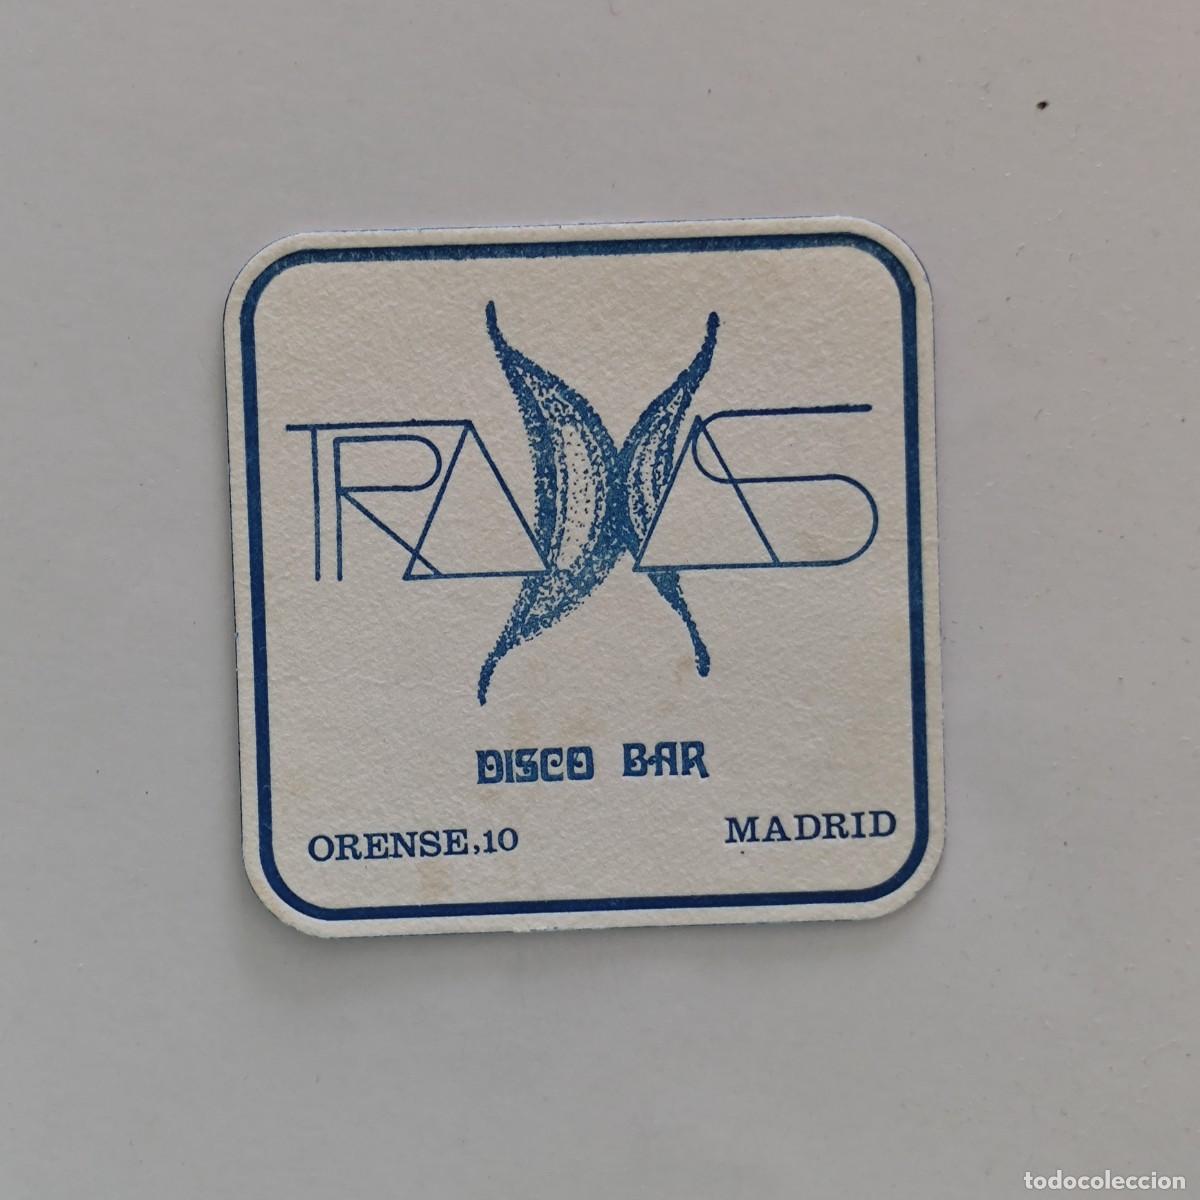 TRAXAS
DISCO BAR
ORENSE,10 MADRID
todocoleccion